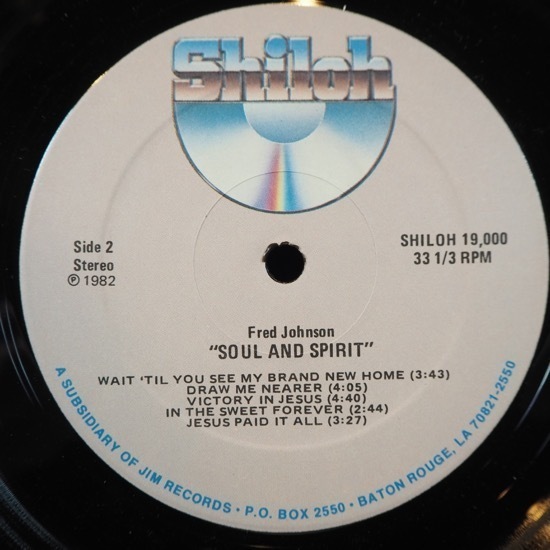 Shiloh
Side 2
Stereo
℗ 1982
SHILOH 19,000
33 1/3 RPM
Fred Johnson
"SOUL AND SPIRIT"
WAIT 'TIL YOU SEE MY BRAND NEW HOME (3:43)
DRAW ME NEARER (4:05)
VICTORY IN JESUS (4:40)
IN THE SWEET FOREVER (2:44)
JESUS PAID IT ALL (3:27)
A SUBSIDIARY OF JIM RECORDS • P.O. BOX 2550 • BATON ROUGE, LA 70821-2550